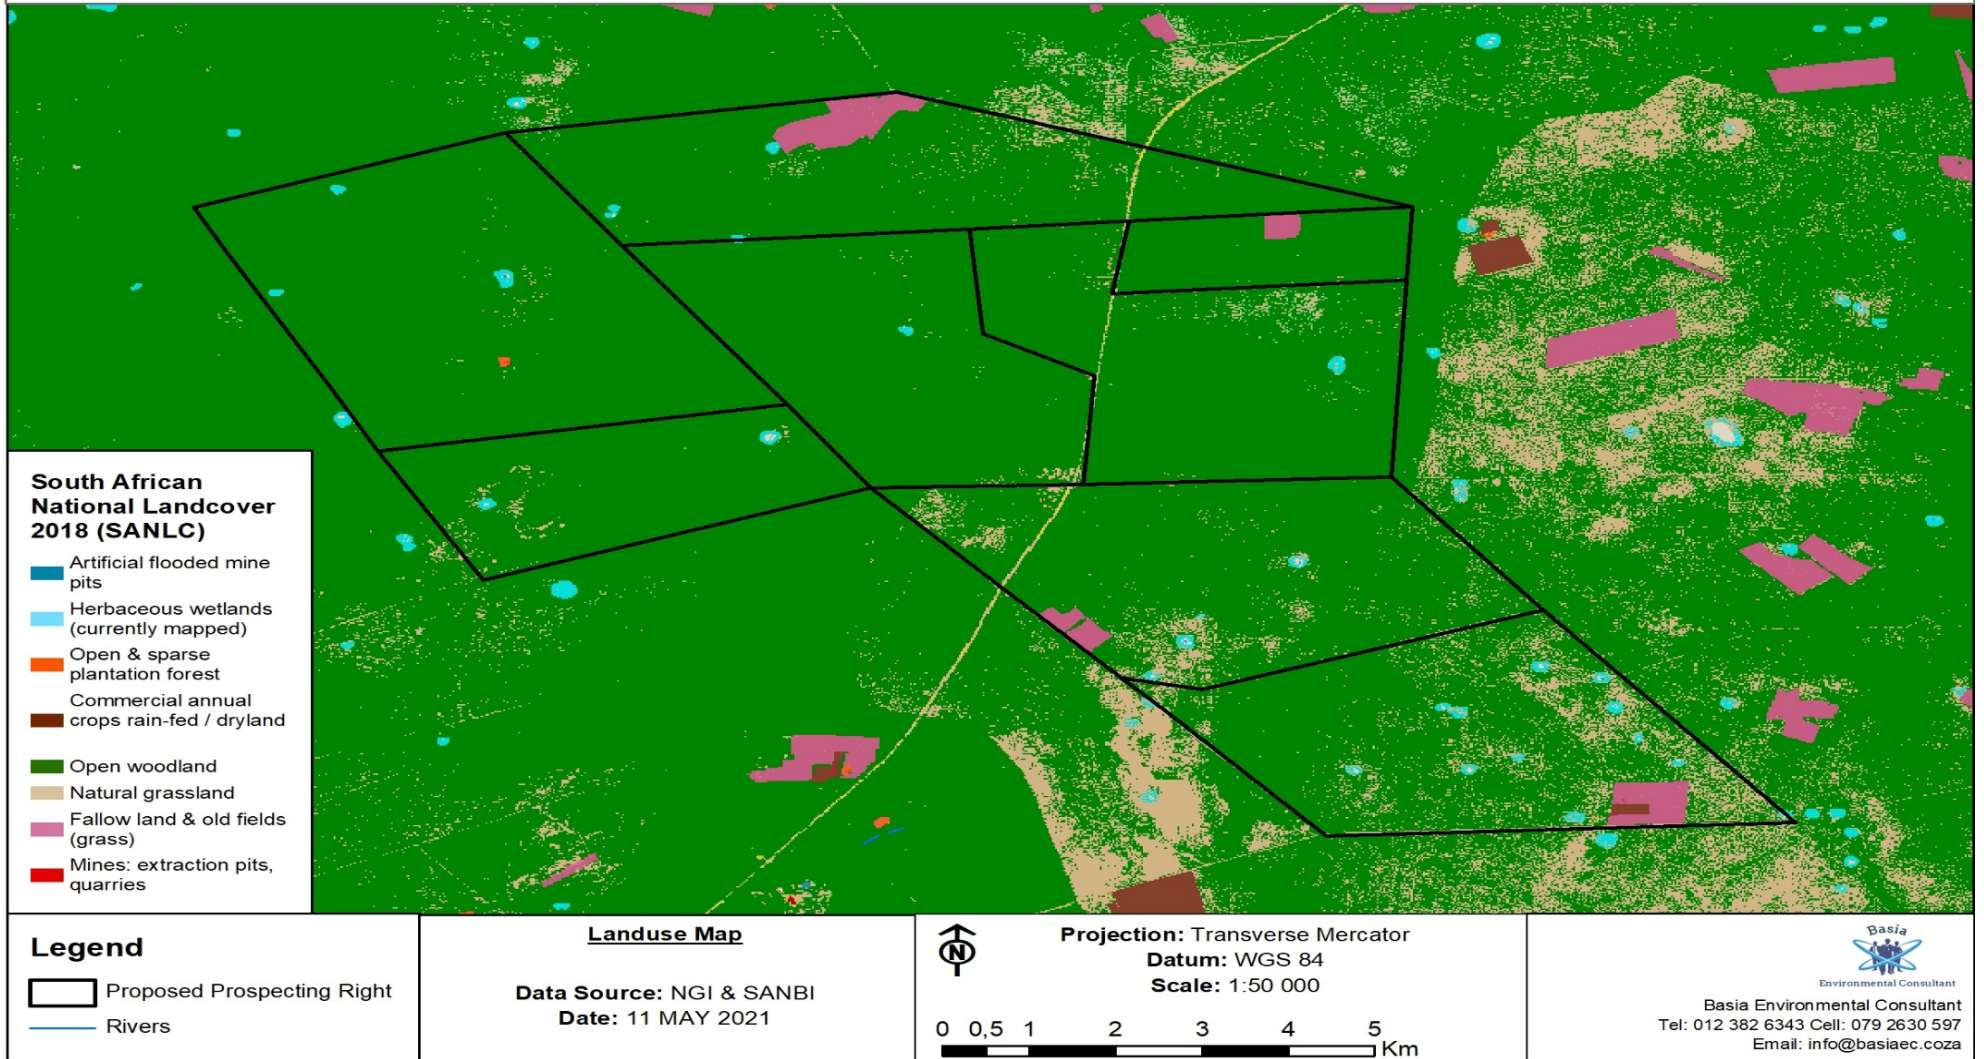 South African
National Landcover
2018 (SANLC)
Artificial flooded mine
pits
Herbaceous wetlands
(currently mapped)
Open & sparse
plantation forest
Commercial annual
crops rain-fed / dryland
Open woodland
Natural grassland
Fallow land & old fields
(grass)
Mines: extraction pits,
quarries
Legend
Proposed Prospecting Right
Rivers
Landuse Map
Data Source: NGI & SANBI
Date: 11 MAY 2021
N
Projection: Transverse Mercator
Datum: WGS 84
Scale: 1:50 000
0 0,5 1 2 3 4 5
Km
Basia
Environmental Consultant
Basia Environmental Consultant
Tel: 012 382 6343 Cell: 079 2630 597
Email: info@basiaec.coza